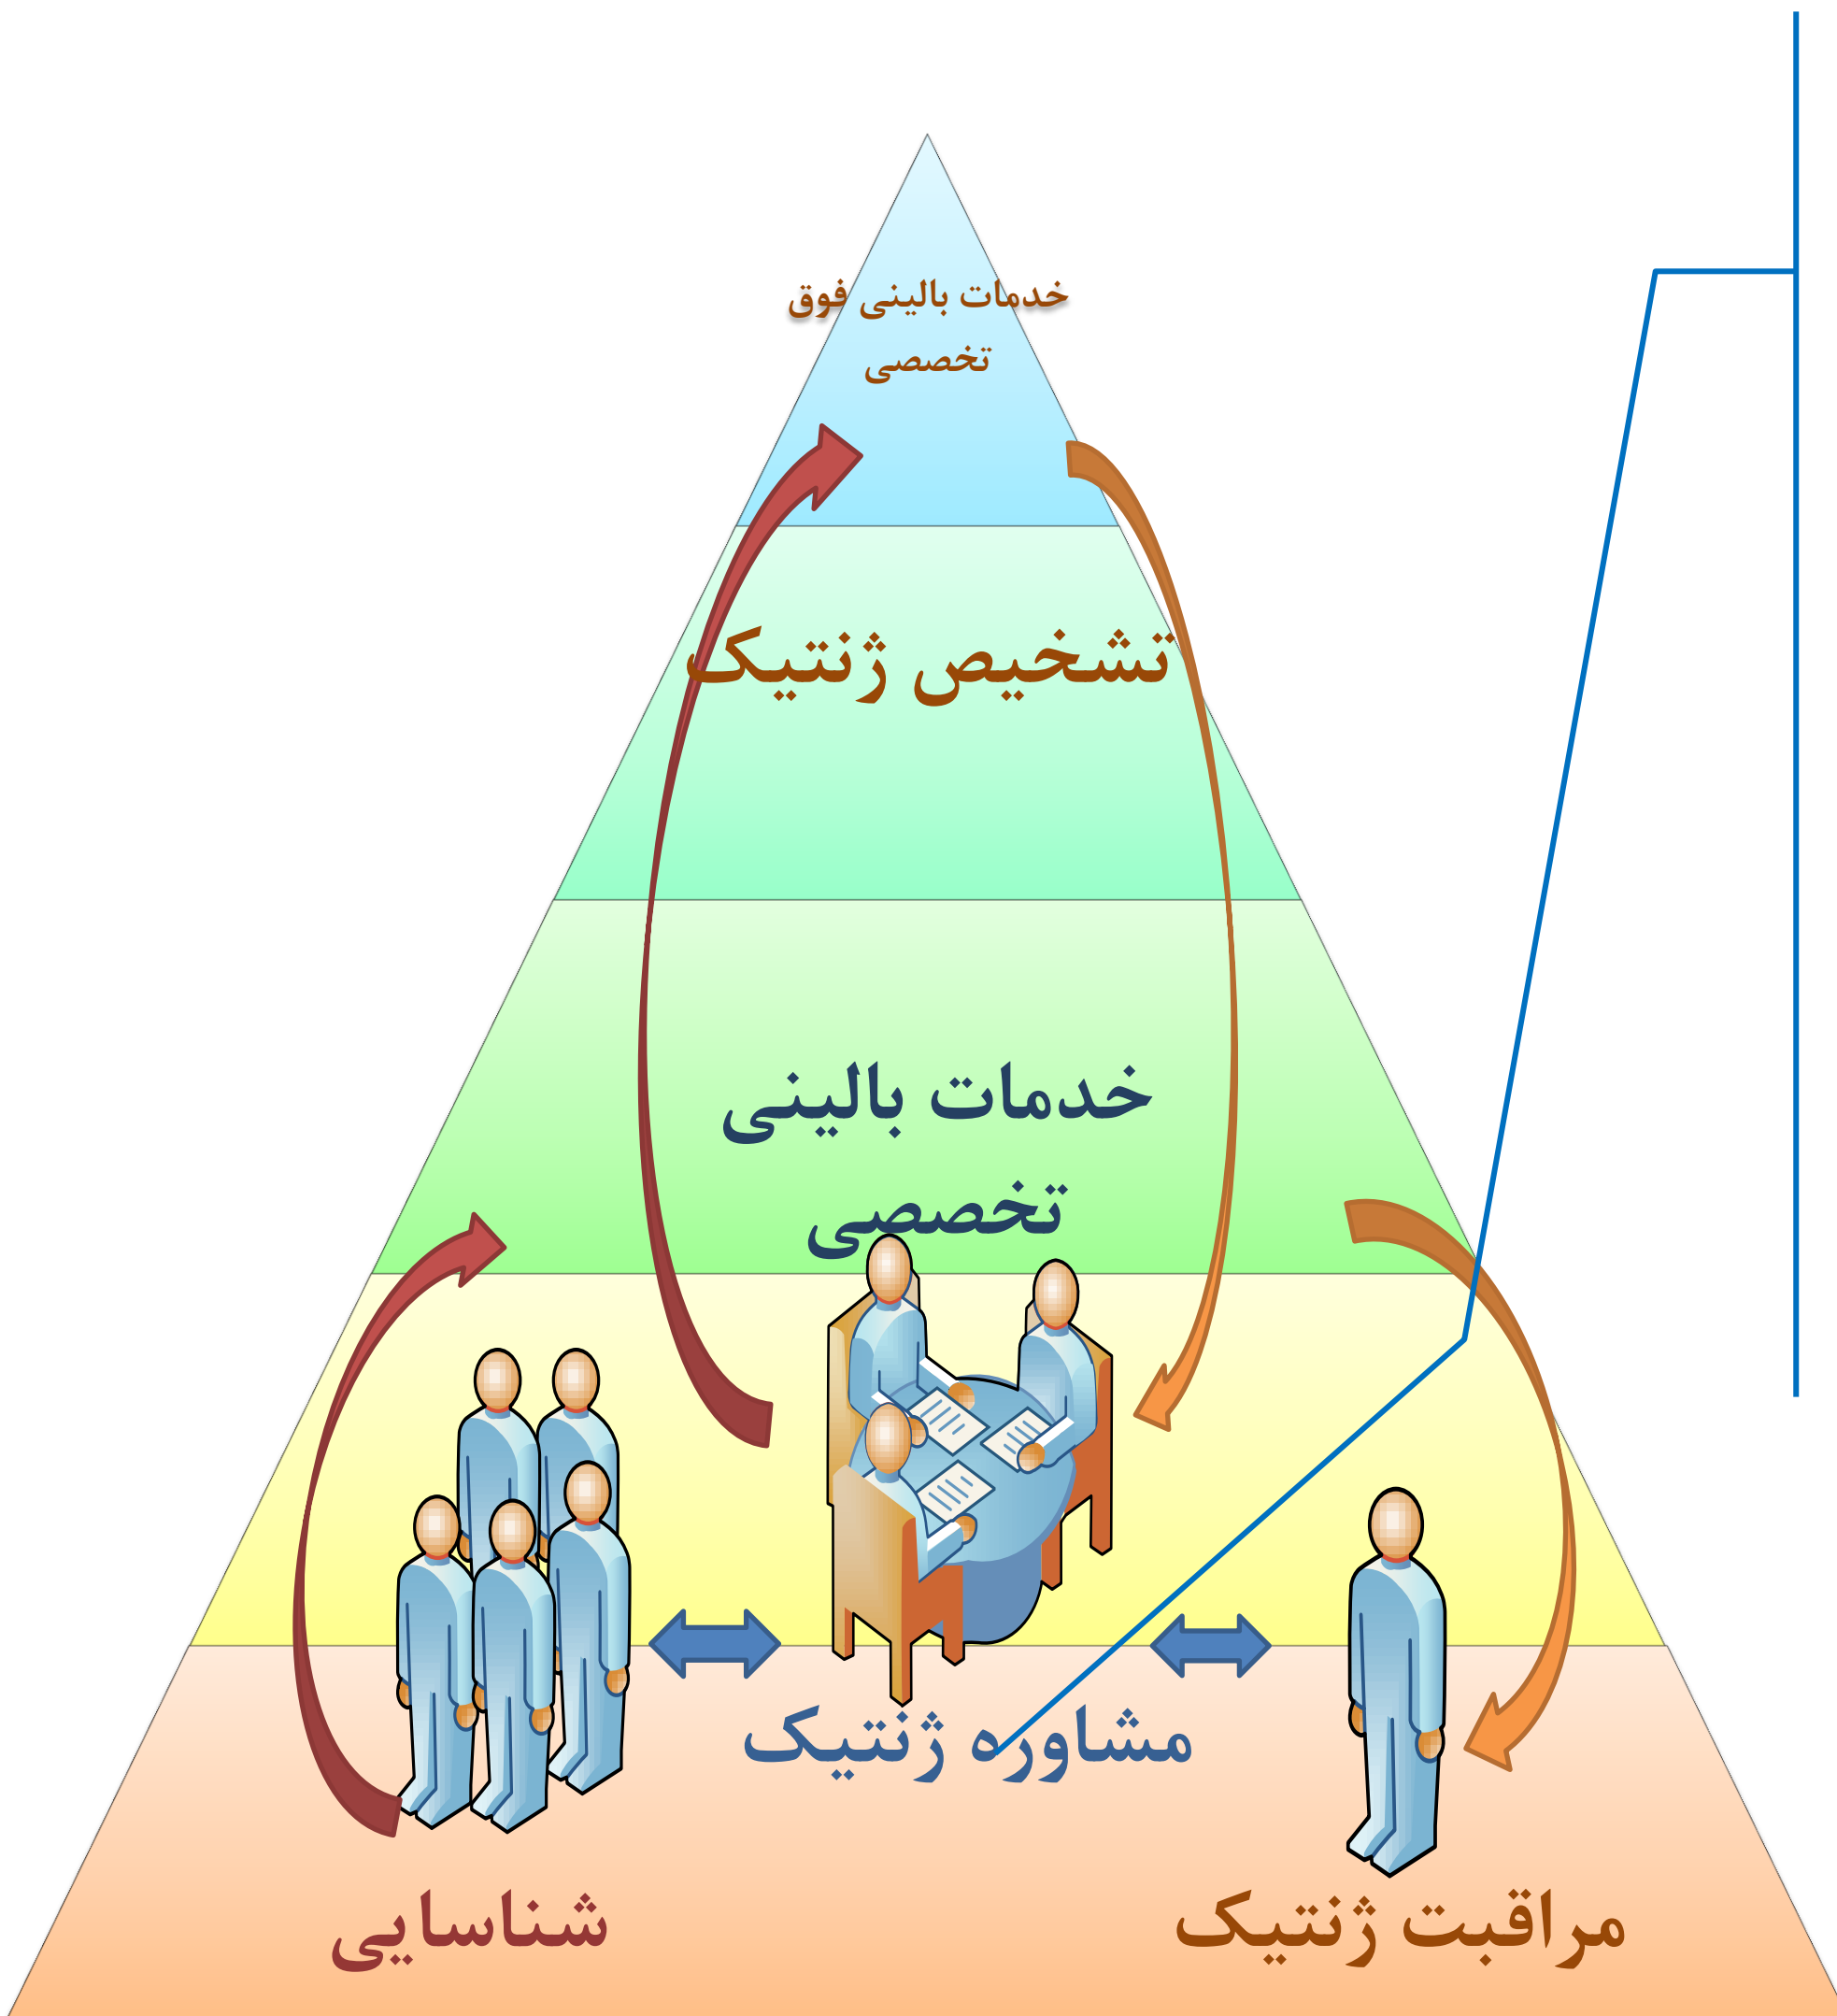 خدمات بالینی فوق
تخصصی
تشخیص ژنتیک
خدمات بالینی
تخصصی
مشاوره ژنتیک
مراقبت ژنتیک
شناسایی